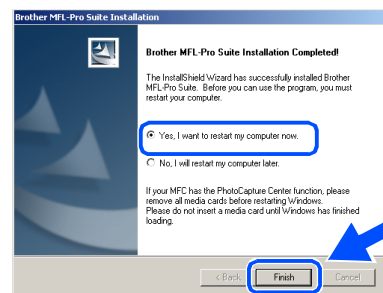 Brother MFL-Pro Suite Installation
Brother MFL-Pro Suite Installation Completed!
The InstallShield Wizard has successfully installed Brother
MFL-Pro Suite. Before you can use the program, you must
restart your computer.
Yes, I want to restart my computer now.
No, I will restart my computer later.
If your MFC has the PhotoCapture Center function, please
remove all media cards before restarting Windows.
Please do not insert a media card until Windows has finished
loading.
< Back Finish Cancel